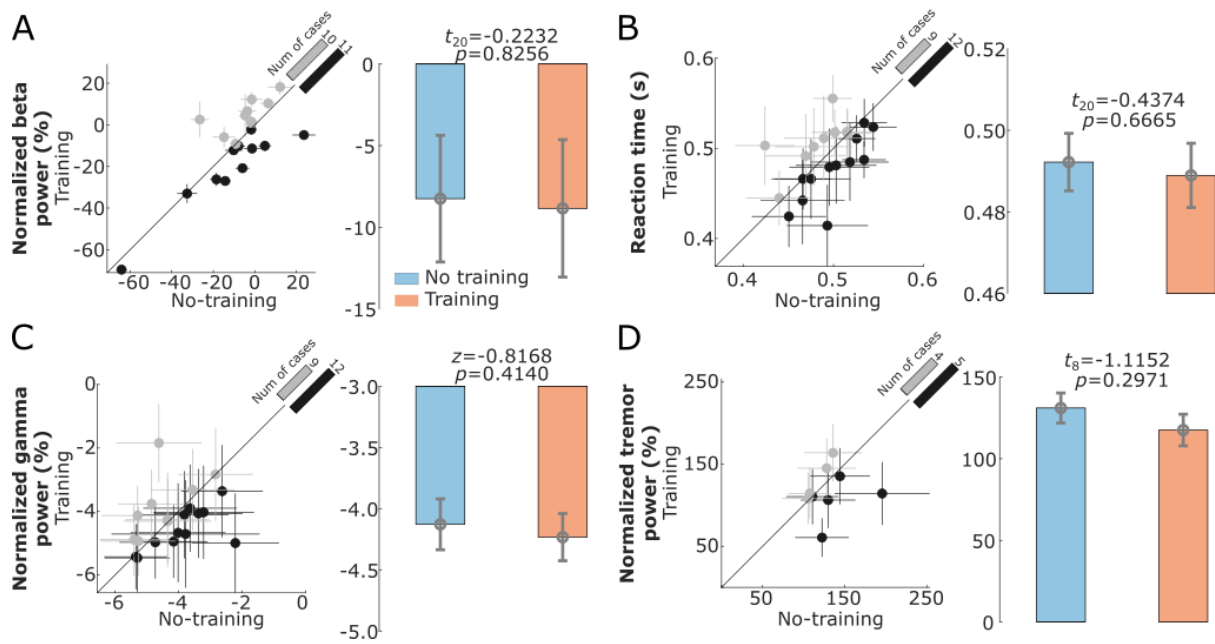 A
Num of cases
10
11
t20=-0.2232
p=0.8256
Normalized beta
power (%)
Training
20
0
-20
-40
-60
-60
-40
-20
0
20
No-training
0
-5
-10
-15
No training
Training
B
Num of cases
9
12
t20=-0.4374
p=0.6665
Reaction time (s)
Training
0.6
0.5
0.4
0.4
0.5
0.6
No-training
0.52
0.50
0.48
0.46
C
Num of cases
9
12
z=-0.8168
p=0.4140
Normalized gamma
power (%)
Training
0
-2
-4
-6
-6
-4
-2
0
No-training
-3.0
-3.5
-4.0
-4.5
-5.0
D
Num of cases
4
5
t8=-1.1152
p=0.2971
Normalized tremor
power (%)
Training
250
150
50
50
150
250
No-training
150
100
50
0